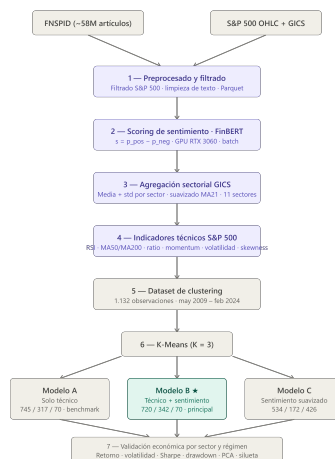 FNSPID (~58M artículos)
S&P 500 OHLC + GICS
1 — Preprocesado y filtrado
Filtrado S&P 500 · limpieza de texto · Parquet
2 — Scoring de sentimiento · FinBERT
s = p_pos − p_neg · GPU RTX 3060 · batch
3 — Agregación sectorial GICS
Media + std por sector · suavizado MA21 · 11 sectores
4 — Indicadores técnicos S&P 500
RSI · MA50/MA200 · ratio · momentum · volatilidad · skewness
5 — Dataset de clustering
1.132 observaciones · may 2009 – feb 2024
6 — K-Means (K = 3)
Modelo A
Solo técnico
745 / 317 / 70 · benchmark
Modelo B ★
Técnico + sentimiento
720 / 342 / 70 · principal
Modelo C
Sentimiento suavizado
534 / 172 / 426
7 — Validación económica por sector y régimen
Retorno · volatilidad · Sharpe · drawdown · PCA · silueta